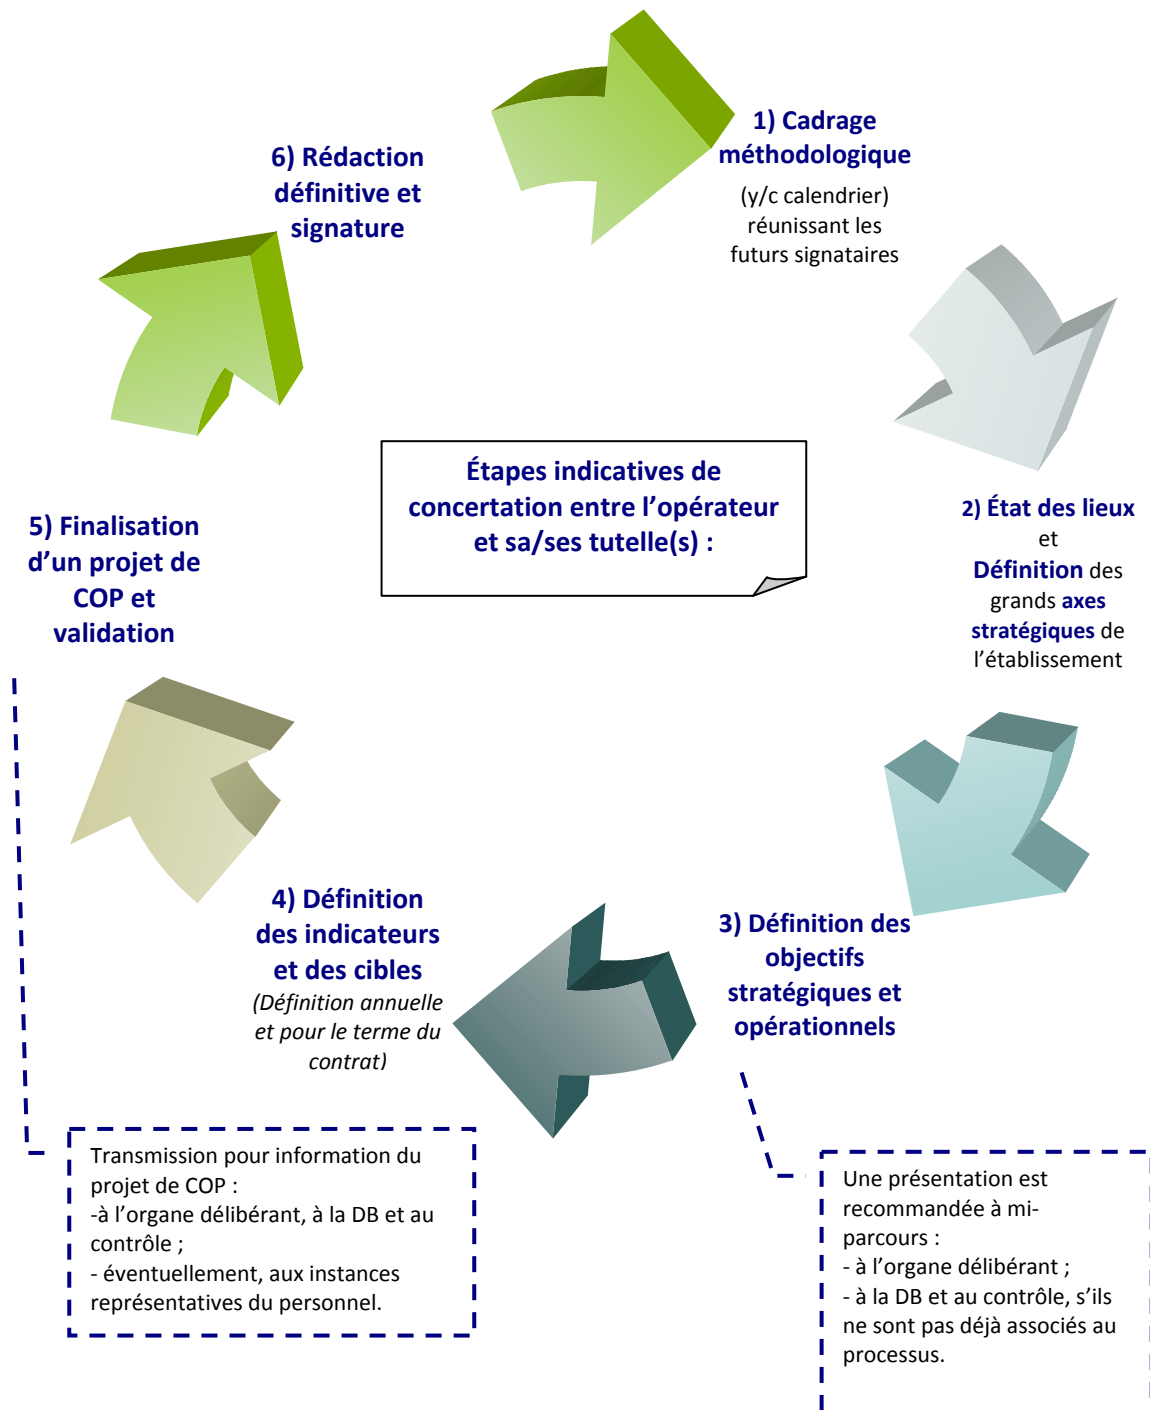 1) Cadrage
méthodologique
(y/c calendrier)
réunissant les
futurs signataires
6) Rédaction
définitive et
signature
Étapes indicatives de
concertation entre l’opérateur
et sa/ses tutelle(s) :
2) État des lieux
et
Définition des
grands axes
stratégiques de
l’établissement
5) Finalisation
d’un projet de
COP et
validation
3) Définition des
objectifs
stratégiques et
opérationnels
4) Définition
des indicateurs
et des cibles
(Définition annuelle
et pour le terme du
contrat)
Transmission pour information du
projet de COP :
-à l’organe délibérant, à la DB et au
contrôle ;
- éventuellement, aux instances
représentatives du personnel.
Une présentation est
recommandée à mi-
parcours :
- à l’organe délibérant ;
- à la DB et au contrôle, s’ils
ne sont pas déjà associés au
processus.